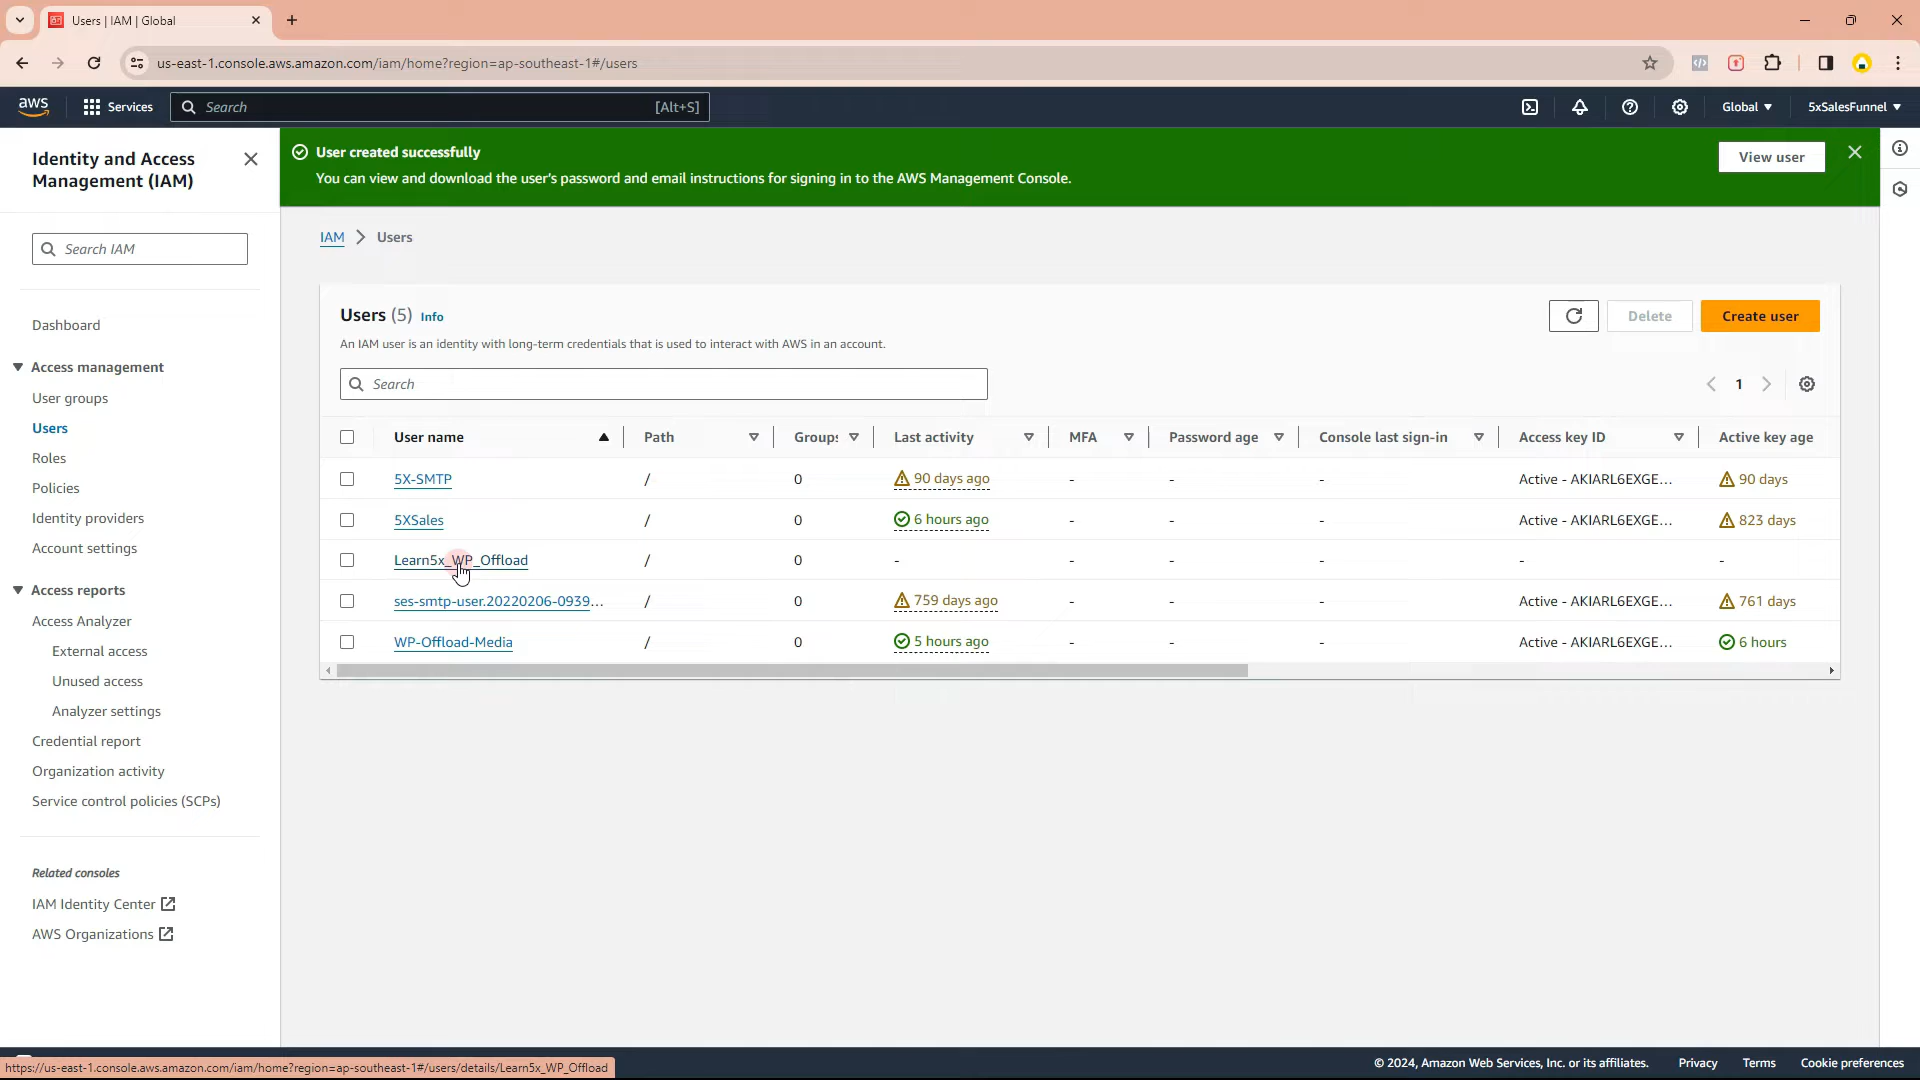 Users | IAM | Global
us-east-1.console.aws.amazon.com/iam/home?region=ap-southeast-1#/users
aws
Services
Search
[Alt+S]
Global
5xSalesFunnel
Identity and Access
Management (IAM)
Search IAM
Dashboard
Access management
User groups
Users
Roles
Policies
Identity providers
Account settings
Access reports
Access Analyzer
External access
Unused access
Analyzer settings
Credential report
Organization activity
Service control policies (SCPs)
Related consoles
IAM Identity Center
AWS Organizations
User created successfully
You can view and download the user's password and email instructions for signing in to the AWS Management Console.
View user
IAM > Users
Users (5) Info
An IAM user is an identity with long-term credentials that is used to interact with AWS in an account.
Delete
Create user
Search
1
User name Path Groups Last activity MFA Password age Console last sign-in Access key ID Active key age
5X-SMTP / 0 90 days ago - - - Active - AKIARL6EXGE... 90 days
5XSales / 0 6 hours ago - - - Active - AKIARL6EXGE... 823 days
Learn5x_WP_Offload / 0 - - - - - -
ses-smtp-user.20220206-0939... / 0 759 days ago - - - Active - AKIARL6EXGE... 761 days
WP-Offload-Media / 0 5 hours ago - - - Active - AKIARL6EXGE... 6 hours
https://us-east-1.console.aws.amazon.com/iam/home?region=ap-southeast-1#/users/details/Learn5x_WP_Offload
© 2024, Amazon Web Services, Inc. or its affiliates.
Privacy
Terms
Cookie preferences